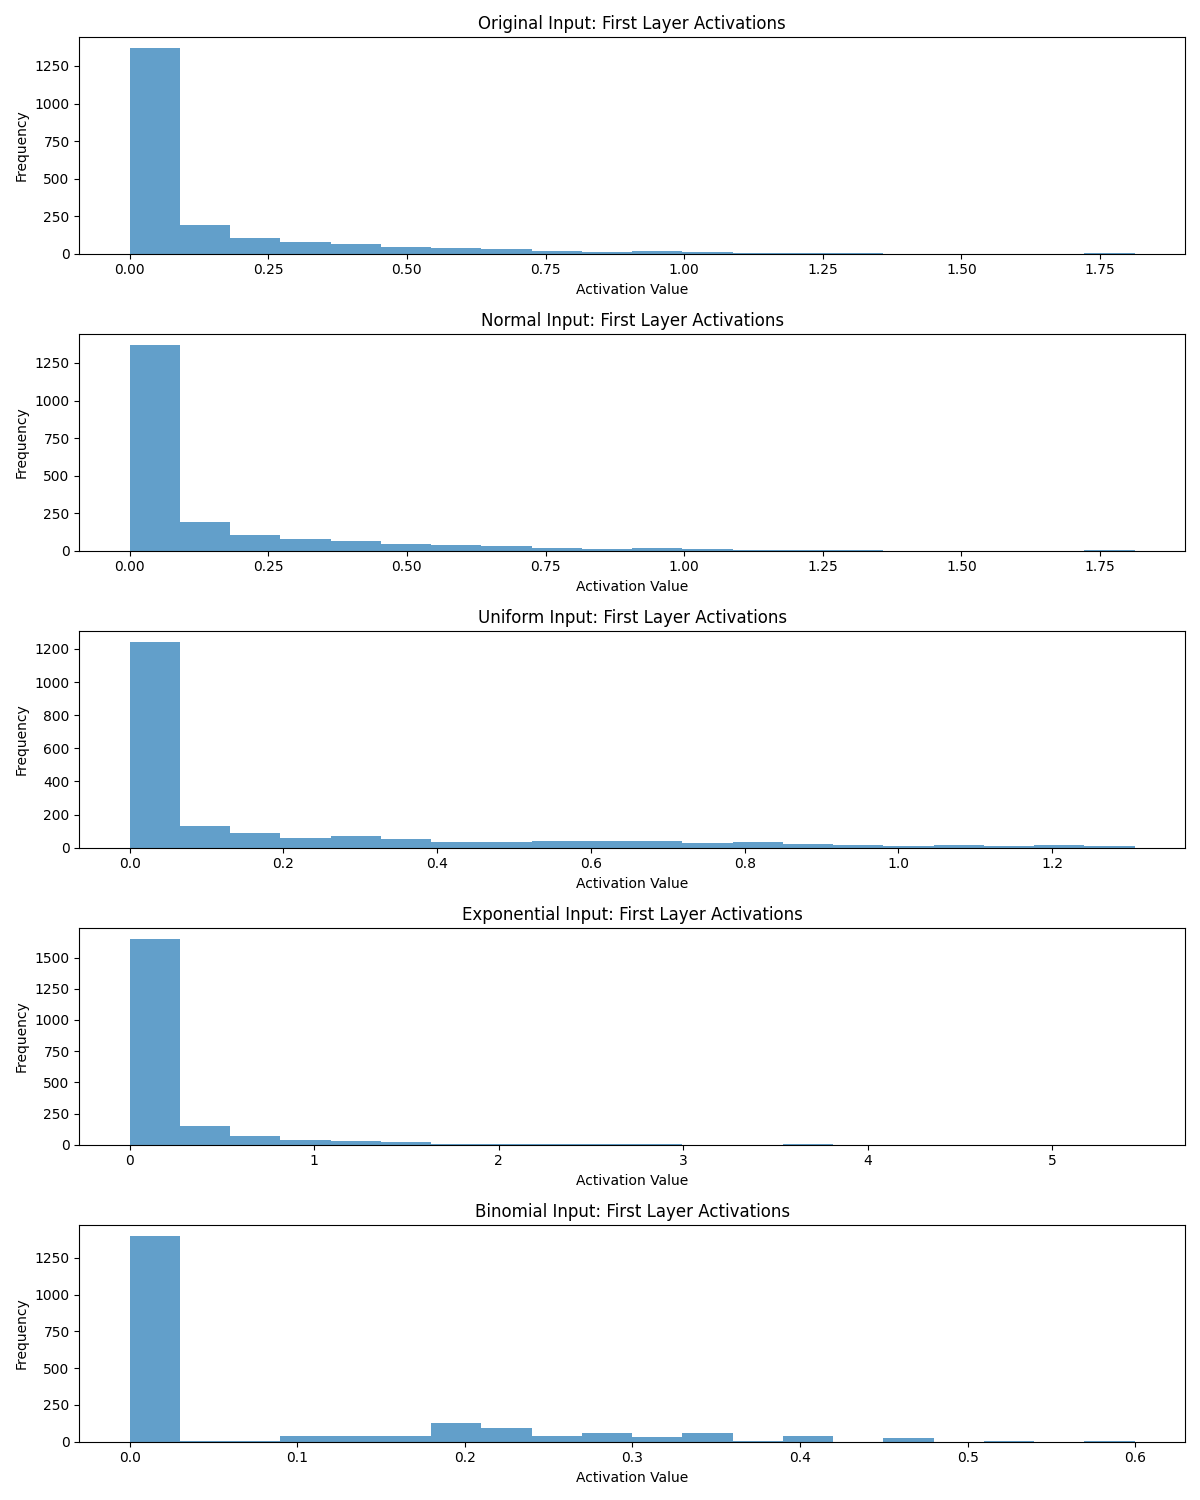 Original Input: First Layer Activations
Frequency
1250
1000
750
500
250
0
0.00 0.25 0.50 0.75 1.00 1.25 1.50 1.75
Activation Value
Normal Input: First Layer Activations
Frequency
1250
1000
750
500
250
0
0.00 0.25 0.50 0.75 1.00 1.25 1.50 1.75
Activation Value
Uniform Input: First Layer Activations
Frequency
1200
1000
800
600
400
200
0
0.0 0.2 0.4 0.6 0.8 1.0 1.2
Activation Value
Exponential Input: First Layer Activations
Frequency
1500
1250
1000
750
500
250
0
0 1 2 3 4 5
Activation Value
Binomial Input: First Layer Activations
Frequency
1250
1000
750
500
250
0
0.0 0.1 0.2 0.3 0.4 0.5 0.6
Activation Value